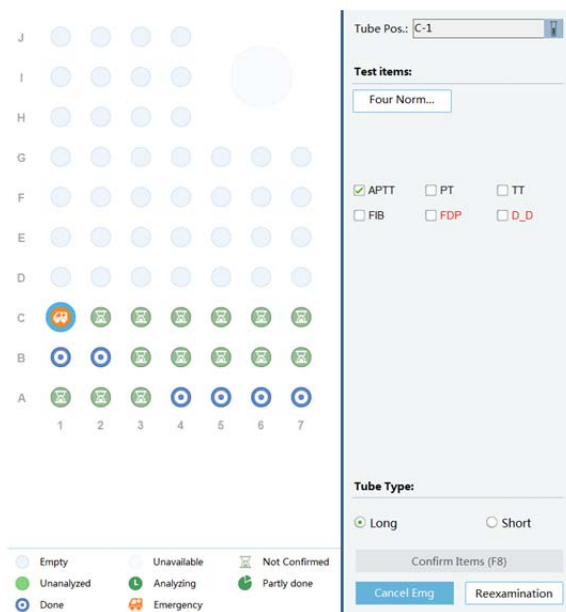 Tube Pos.: C-1
J
Test items:
I
Four Norm...
H
G
APTT PT TT
F
FIB FDP D_D
E
D
C
B
A
1 2 3 4 5 6 7
Tube Type:
Long Short
Empty Unavailable Not Confirmed
Confirm Items (F8)
Unanalyzed Analyzing Partly done
Cancel Emg Reexamination
Done Emergency